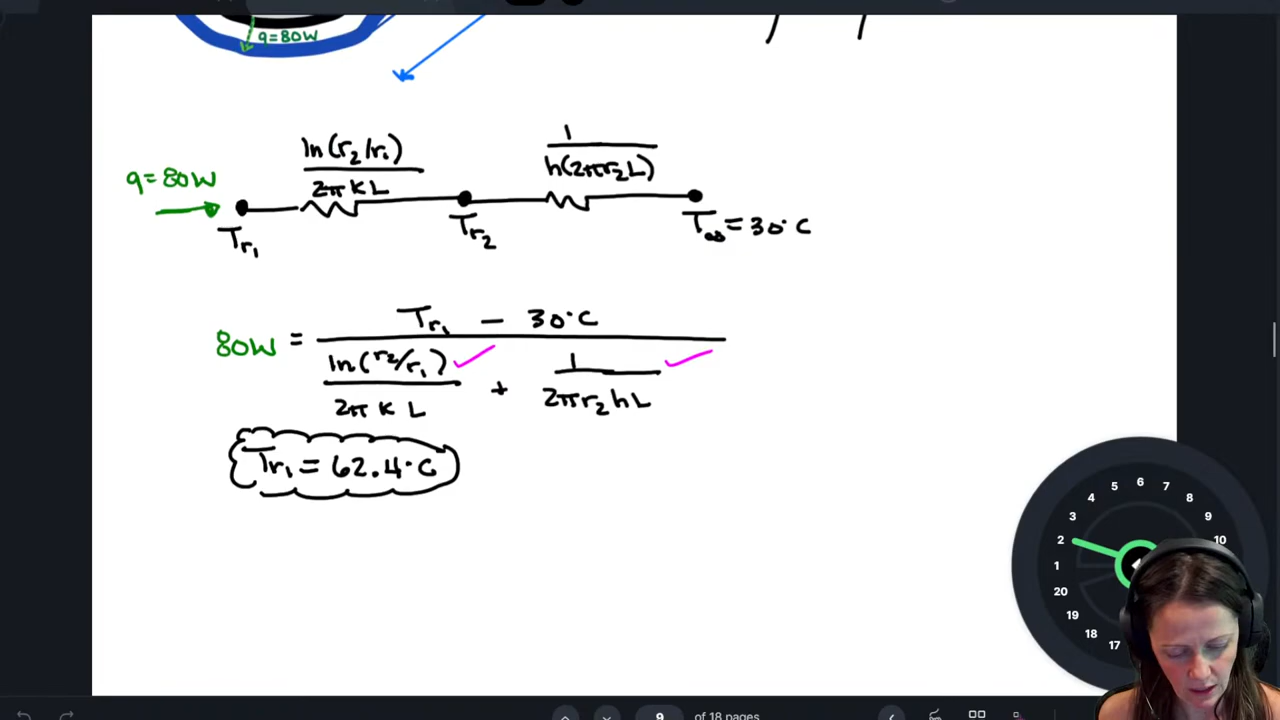 q=80W
ln(r₂/r₁)
2πKL
1
h(2πr₂L)
q=80W
Tr₁
Tr₂
T∞=30°C
80W = Tr₁ - 30°C
ln(r₂/r₁) + 1
2πKL 2πr₂hL
Tr₁ = 62.4°C
6
5 7
4 8
3 9
2 10
1
20
19
18
17
9 of 18 pages